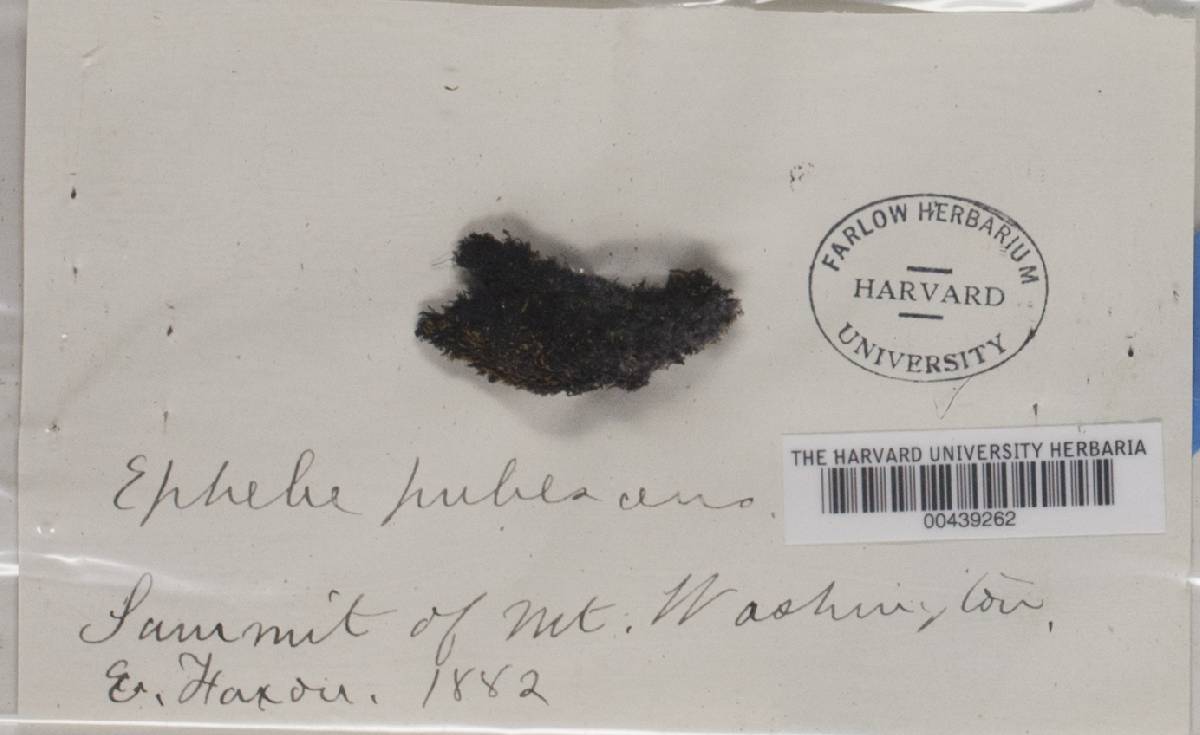 FARLOW HERBARIUM
HARVARD
UNIVERSITY
THE HARVARD UNIVERSITY HERBARIA
00439262
Ephebe pubescens.
Summit of Mt. Washington,
E. Faxon. 1882